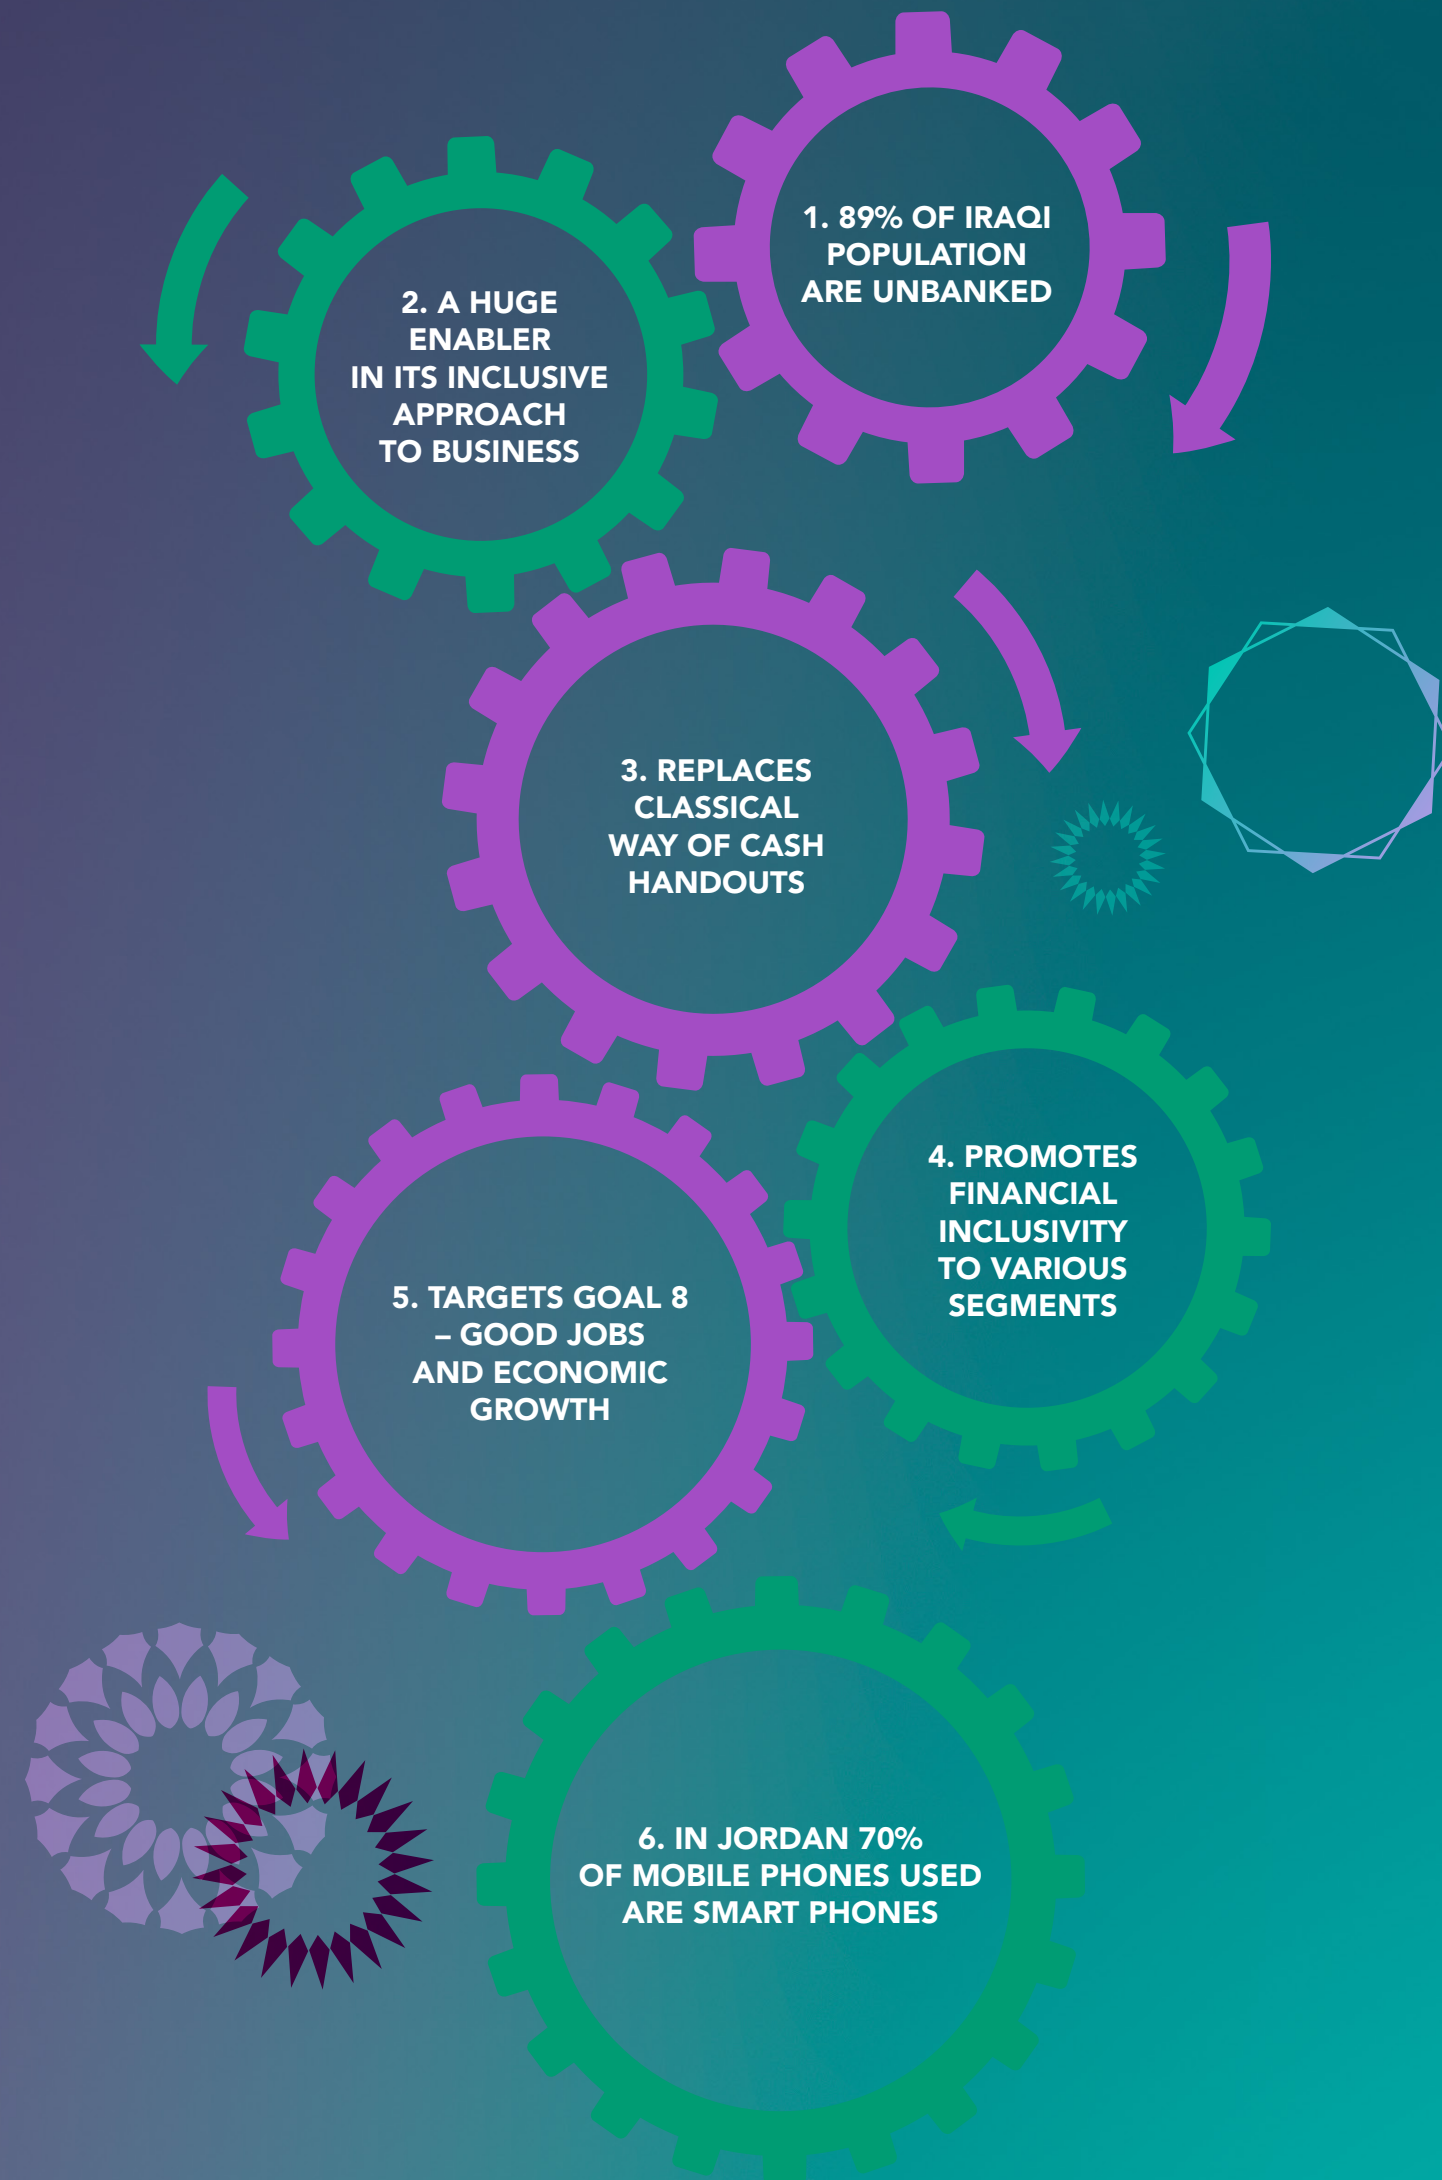 1. 89% OF IRAQI
POPULATION
ARE UNBANKED
2. A HUGE
ENABLER
IN ITS INCLUSIVE
APPROACH
TO BUSINESS
3. REPLACES
CLASSICAL
WAY OF CASH
HANDOUTS
4. PROMOTES
FINANCIAL
INCLUSIVITY
TO VARIOUS
SEGMENTS
5. TARGETS GOAL 8
– GOOD JOBS
AND ECONOMIC
GROWTH
6. IN JORDAN 70%
OF MOBILE PHONES USED
ARE SMART PHONES